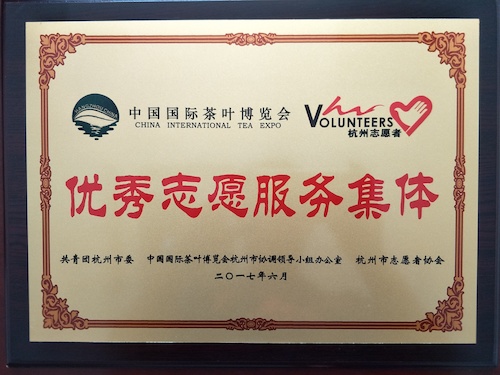 HANGZHOU CHINA
中国国际茶叶博览会
CHINA INTERNATIONAL TEA EXPO
VOLUNTEERS
杭州志愿者
优秀志愿服务集体
共青团杭州市委 中国国际茶叶博览会杭州市协调领导小组办公室 杭州市志愿者协会
二〇一七年六月